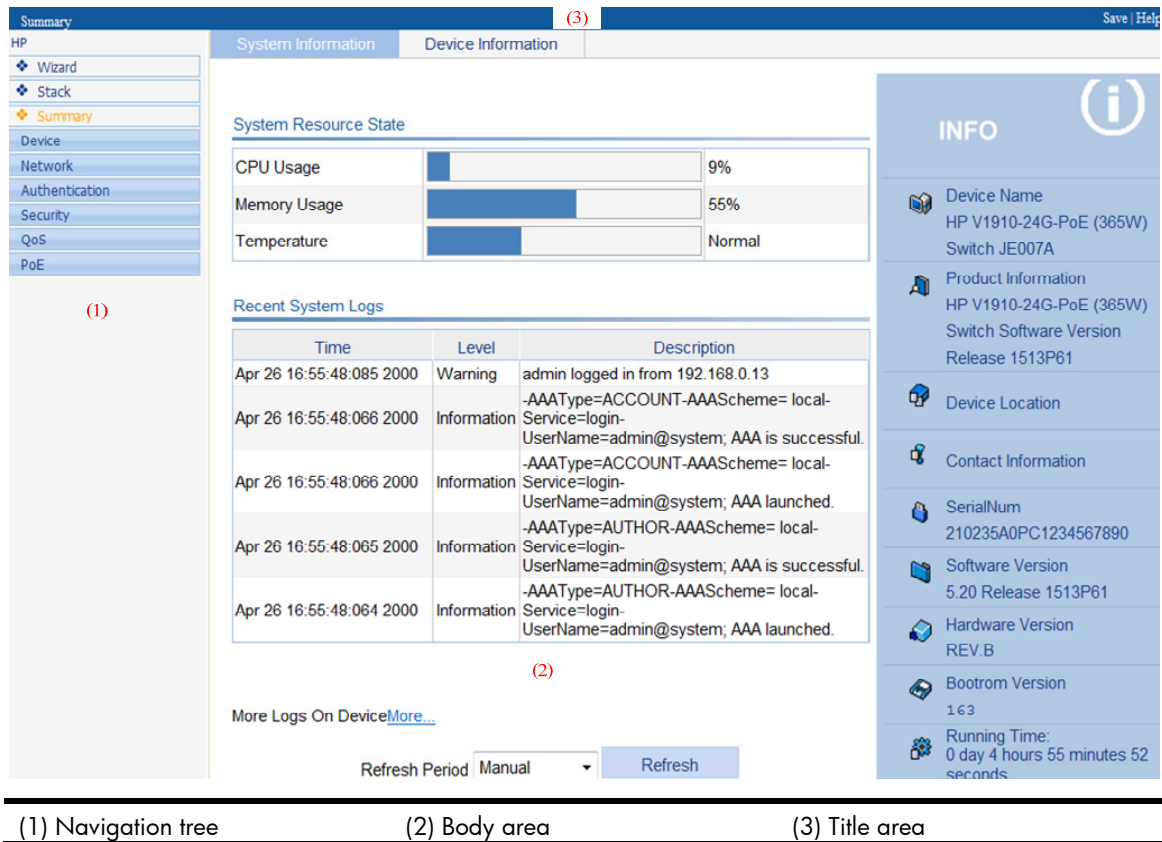 Summary
(3)
Save | Help
HP
Wizard
Stack
Summary
Device
Network
Authentication
Security
QoS
PoE
(1)
System Information
Device Information
System Resource State
CPU Usage
9%
Memory Usage
55%
Temperature
Normal
Recent System Logs
Time Level Description
Apr 26 16:55:48:085 2000 Warning admin logged in from 192.168.0.13
Apr 26 16:55:48:066 2000 Information
-AAAType=ACCOUNT-AAAScheme= local-
Service=login-
UserName=admin@system; AAA is successful.
Apr 26 16:55:48:066 2000 Information
-AAAType=ACCOUNT-AAAScheme= local-
Service=login-
UserName=admin@system; AAA launched.
Apr 26 16:55:48:065 2000 Information
-AAAType=AUTHOR-AAAScheme= local-
Service=login-
UserName=admin@system; AAA is successful.
Apr 26 16:55:48:064 2000 Information
-AAAType=AUTHOR-AAAScheme= local-
Service=login-
UserName=admin@system; AAA launched.
(2)
More Logs On DeviceMore...
Refresh Period Manual Refresh
INFO
(i)
Device Name
HP V1910-24G-PoE (365W)
Switch JE007A
Product Information
HP V1910-24G-PoE (365W)
Switch Software Version
Release 1513P61
Device Location
Contact Information
SerialNum
210235A0PC1234567890
Software Version
5.20 Release 1513P61
Hardware Version
REV.B
Bootrom Version
163
Running Time:
0 day 4 hours 55 minutes 52
seconds
(1) Navigation tree (2) Body area (3) Title area